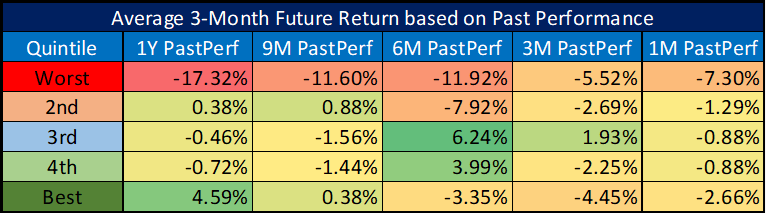 Average 3-Month Future Return based on Past Performance
Quintile 1Y PastPerf 9M PastPerf 6M PastPerf 3M PastPerf 1M PastPerf
Worst -17.32% -11.60% -11.92% -5.52% -7.30%
2nd 0.38% 0.88% -7.92% -2.69% -1.29%
3rd -0.46% -1.56% 6.24% 1.93% -0.88%
4th -0.72% -1.44% 3.99% -2.25% -0.88%
Best 4.59% 0.38% -3.35% -4.45% -2.66%